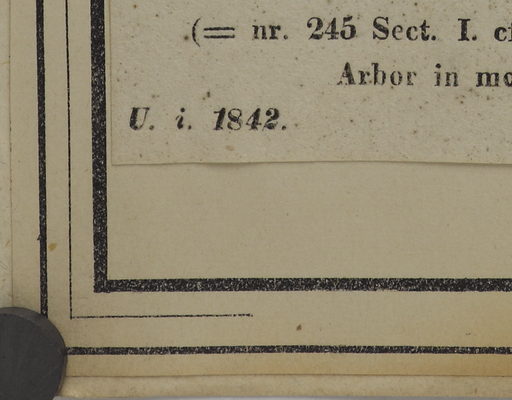 (= nr. 245 Sect. I.
Arbor in
U. i. 1842.